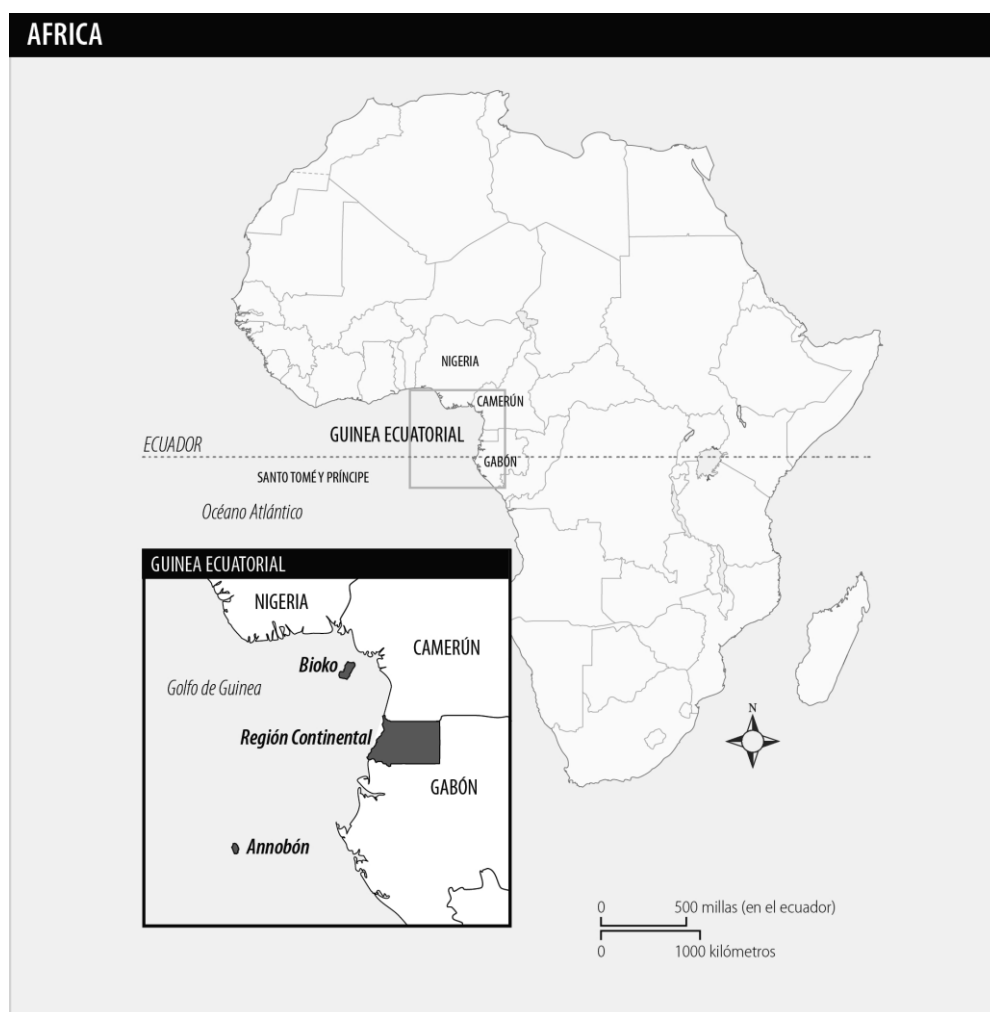 AFRICA
NIGERIA
CAMERÚN
GUINEA ECUATORIAL
ECUADOR
GABÓN
SANTO TOMÉ Y PRÍNCIPE
Océano Atlántico
GUINEA ECUATORIAL
NIGERIA
CAMERÚN
Bioko
Golfo de Guinea
Región Continental
GABÓN
Annobón
N
0 500 millas (en el ecuador)
0 1000 kilómetros